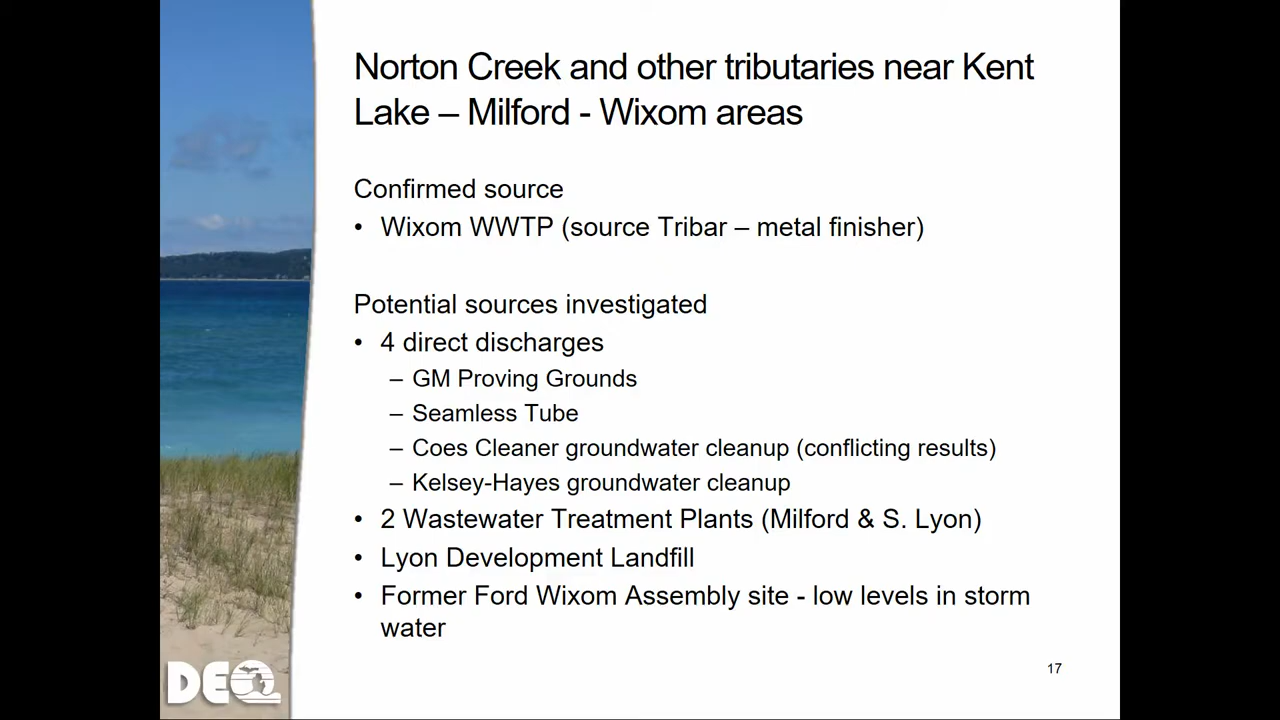 Norton Creek and other tributaries near Kent
Lake – Milford - Wixom areas
Confirmed source
• Wixom WWTP (source Tribar – metal finisher)
Potential sources investigated
• 4 direct discharges
– GM Proving Grounds
– Seamless Tube
– Coes Cleaner groundwater cleanup (conflicting results)
– Kelsey-Hayes groundwater cleanup
• 2 Wastewater Treatment Plants (Milford & S. Lyon)
• Lyon Development Landfill
• Former Ford Wixom Assembly site - low levels in storm
water
17
DEQ